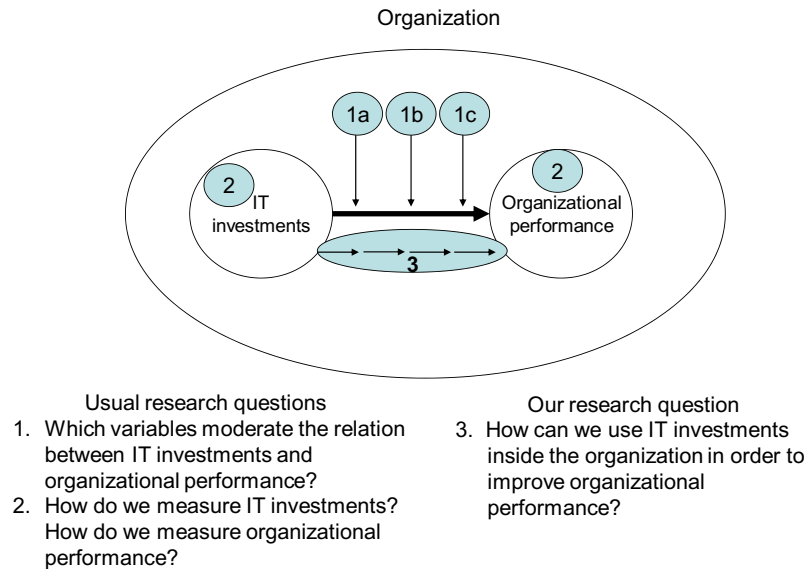 Organization
1a 1b 1c
2
IT
investments
2
Organizational
performance
3
Usual research questions
1. Which variables moderate the relation
between IT investments and
organizational performance?
2. How do we measure IT investments?
How do we measure organizational
performance?
Our research question
3. How can we use IT investments
inside the organization in order to
improve organizational
performance?